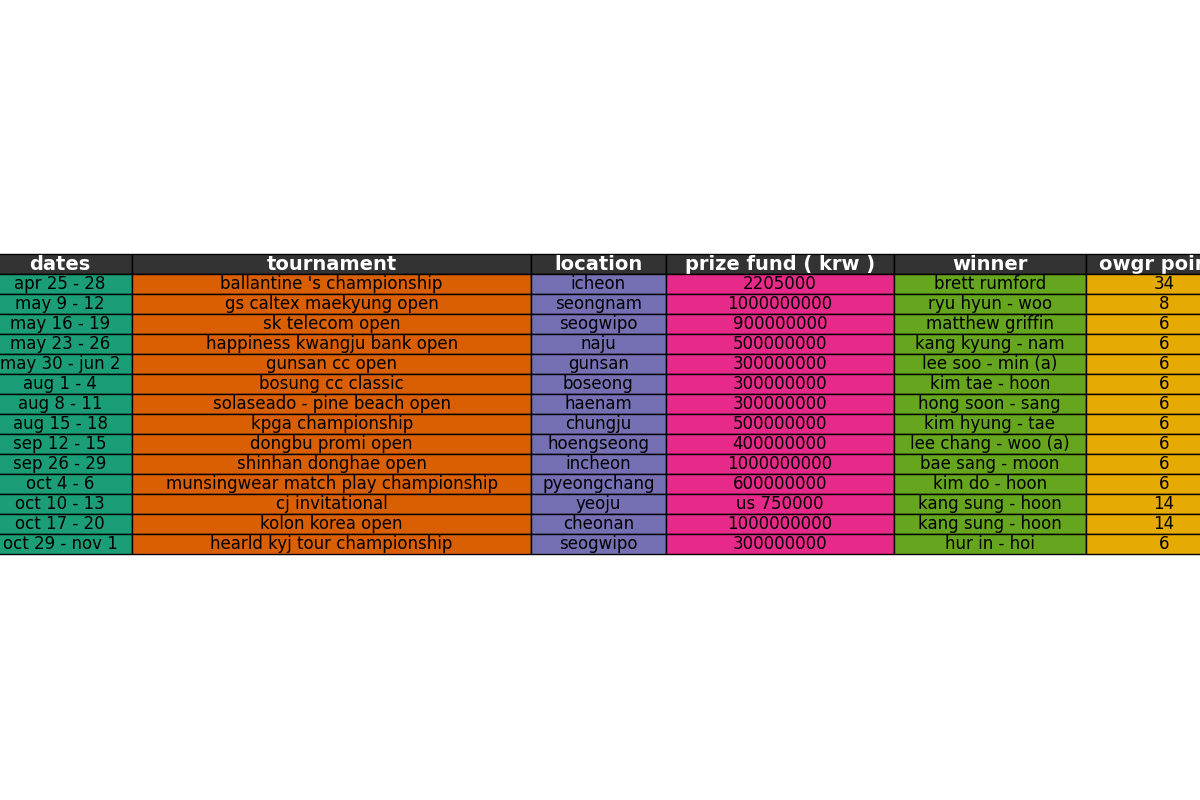 dates tournament location prize fund ( krw ) winner owgr poin
apr 25 - 28 ballantine 's championship icheon 2205000 brett rumford 34
may 9 - 12 gs caltex maekyung open seongnam 1000000000 ryu hyun - woo 8
may 16 - 19 sk telecom open seogwipo 900000000 matthew griffin 6
may 23 - 26 happiness kwangju bank open naju 500000000 kang kyung - nam 6
may 30 - jun 2 gunsan cc open gunsan 300000000 lee soo - min (a) 6
aug 1 - 4 bosung cc classic boseong 300000000 kim tae - hoon 6
aug 8 - 11 solaseado - pine beach open haenam 300000000 hong soon - sang 6
aug 15 - 18 kpga championship chungju 500000000 kim hyung - tae 6
sep 12 - 15 dongbu promi open hoengseong 400000000 lee chang - woo (a) 6
sep 26 - 29 shinhan donghae open incheon 1000000000 bae sang - moon 6
oct 4 - 6 munsingwear match play championship pyeongchang 600000000 kim do - hoon 6
oct 10 - 13 cj invitational yeoju us 750000 kang sung - hoon 14
oct 17 - 20 kolon korea open cheonan 1000000000 kang sung - hoon 14
oct 29 - nov 1 hearld kyj tour championship seogwipo 300000000 hur in - hoi 6